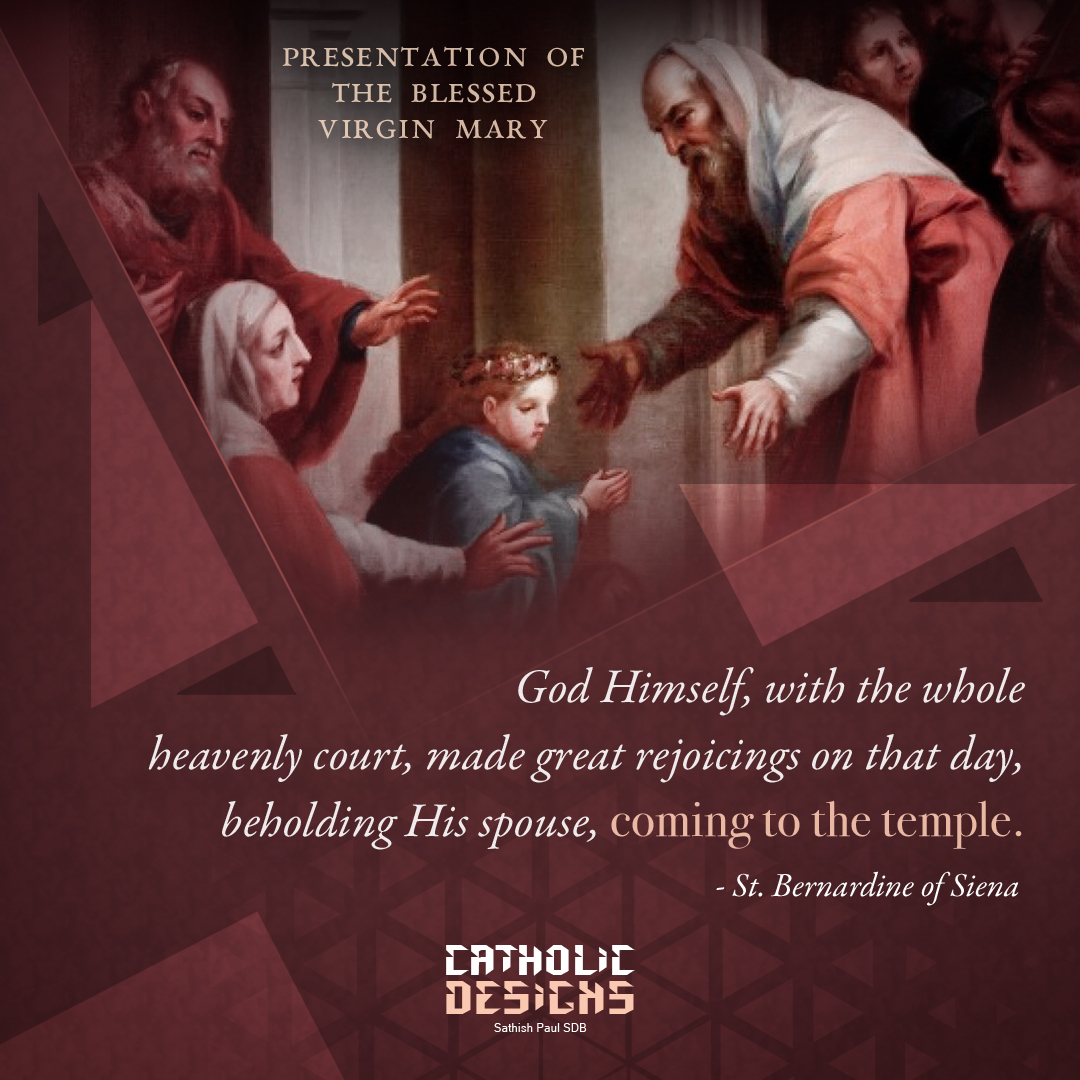 PRESENTATION OF
THE BLESSED
VIRGIN MARY
God Himself, with the whole
heavenly court, made great rejoicings on that day,
beholding His spouse, coming to the temple.
- St. Bernardine of Siena
CATHOLIC
DESIGNS
Sathish Paul SDB